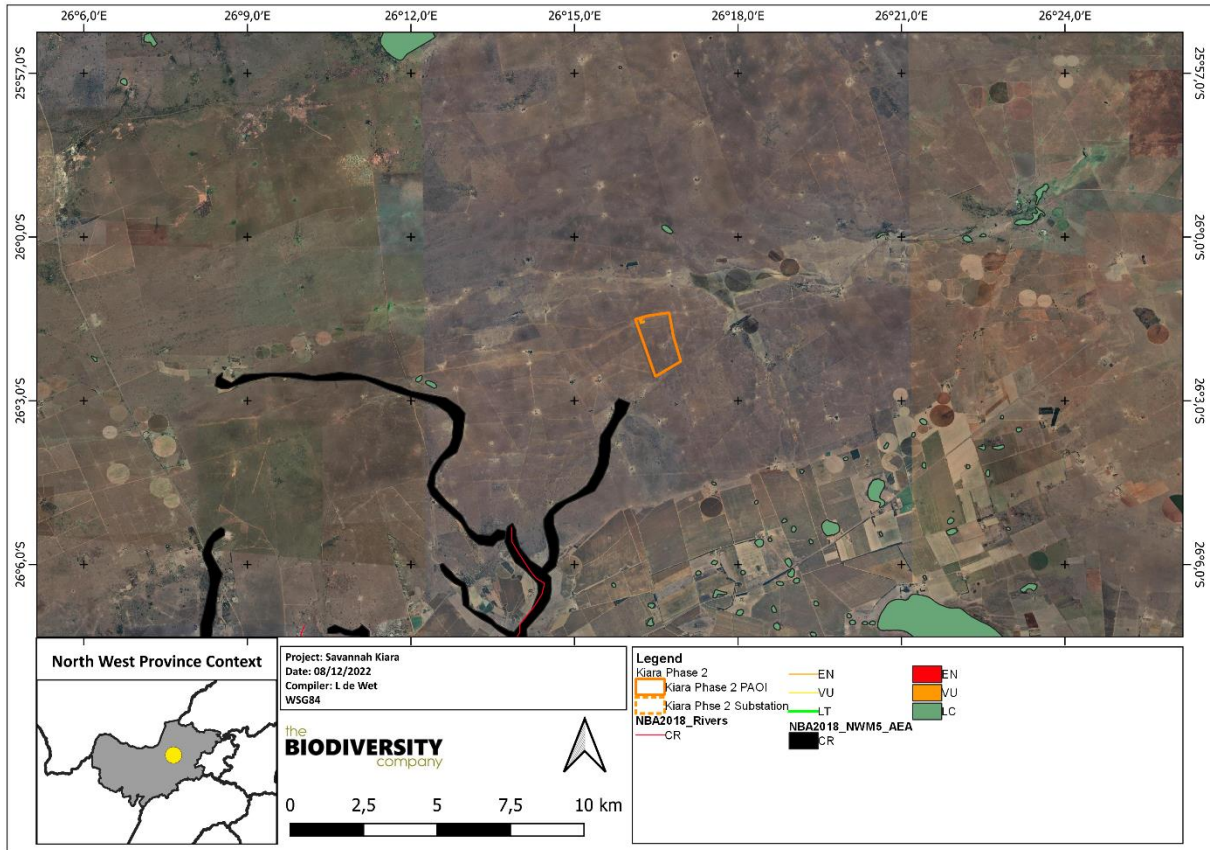 26°6,0'E 26°9,0'E 26°12,0'E 26°15,0'E 26°18,0'E 26°21,0'E 26°24,0'E
25°57,0'S 25°57,0'S
26°0,0'S 26°0,0'S
26°3,0'S 26°3,0'S
26°6,0'S 26°6,0'S
North West Province Context
Project: Savannah Kiara
Date: 08/12/2022
Compiler: L de Wet
WSG84
the
BIODIVERSITY
company
0 2,5 5 7,5 10 km
Legend
Kiara Phase 2
Kiara Phase 2 PAOI
Kiara Phse 2 Substation
NBA2018_Rivers
CR
EN
VU
LT
NBA2018_NWM5_AEA
CR
EN
VU
LC